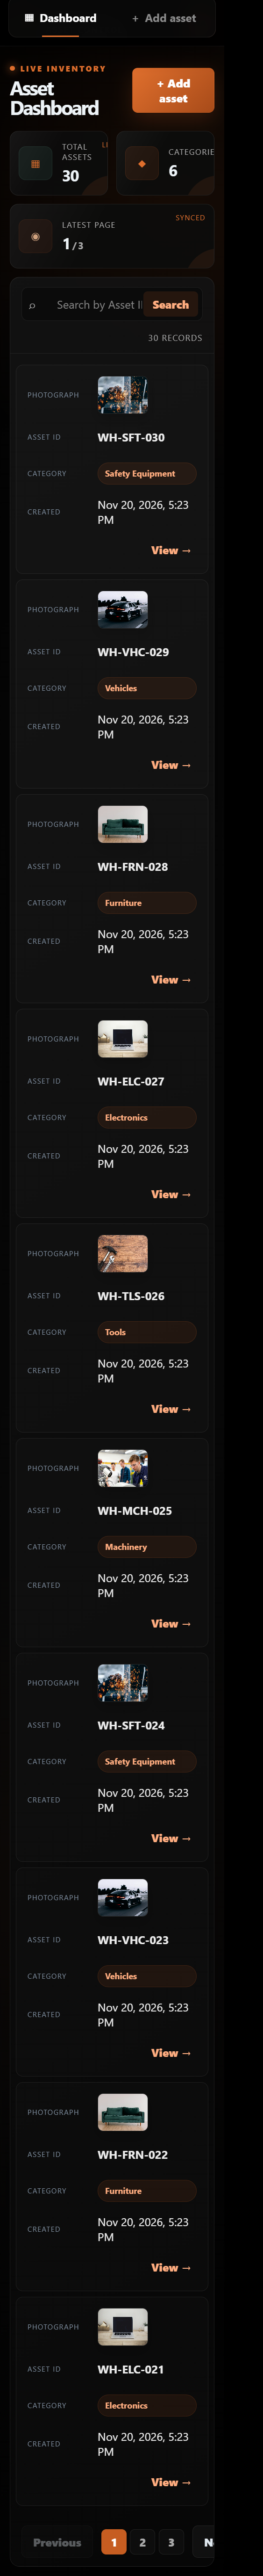 Dashboard
+ Add asset
LIVE INVENTORY
Asset
Dashboard
+ Add
asset
TOTAL
ASSETS
30
CATEGORIE
6
LATEST PAGE
1 / 3
SYNCED
Search by Asset I
Search
30 RECORDS
PHOTOGRAPH
ASSET ID WH-SFT-030
CATEGORY Safety Equipment
CREATED Nov 20, 2026, 5:23
PM
View →
PHOTOGRAPH
ASSET ID WH-VHC-029
CATEGORY Vehicles
CREATED Nov 20, 2026, 5:23
PM
View →
PHOTOGRAPH
ASSET ID WH-FRN-028
CATEGORY Furniture
CREATED Nov 20, 2026, 5:23
PM
View →
PHOTOGRAPH
ASSET ID WH-ELC-027
CATEGORY Electronics
CREATED Nov 20, 2026, 5:23
PM
View →
PHOTOGRAPH
ASSET ID WH-TLS-026
CATEGORY Tools
CREATED Nov 20, 2026, 5:23
PM
View →
PHOTOGRAPH
ASSET ID WH-MCH-025
CATEGORY Machinery
CREATED Nov 20, 2026, 5:23
PM
View →
PHOTOGRAPH
ASSET ID WH-SFT-024
CATEGORY Safety Equipment
CREATED Nov 20, 2026, 5:23
PM
View →
PHOTOGRAPH
ASSET ID WH-VHC-023
CATEGORY Vehicles
CREATED Nov 20, 2026, 5:23
PM
View →
PHOTOGRAPH
ASSET ID WH-FRN-022
CATEGORY Furniture
CREATED Nov 20, 2026, 5:23
PM
View →
PHOTOGRAPH
ASSET ID WH-ELC-021
CATEGORY Electronics
CREATED Nov 20, 2026, 5:23
PM
View →
Previous 1 2 3